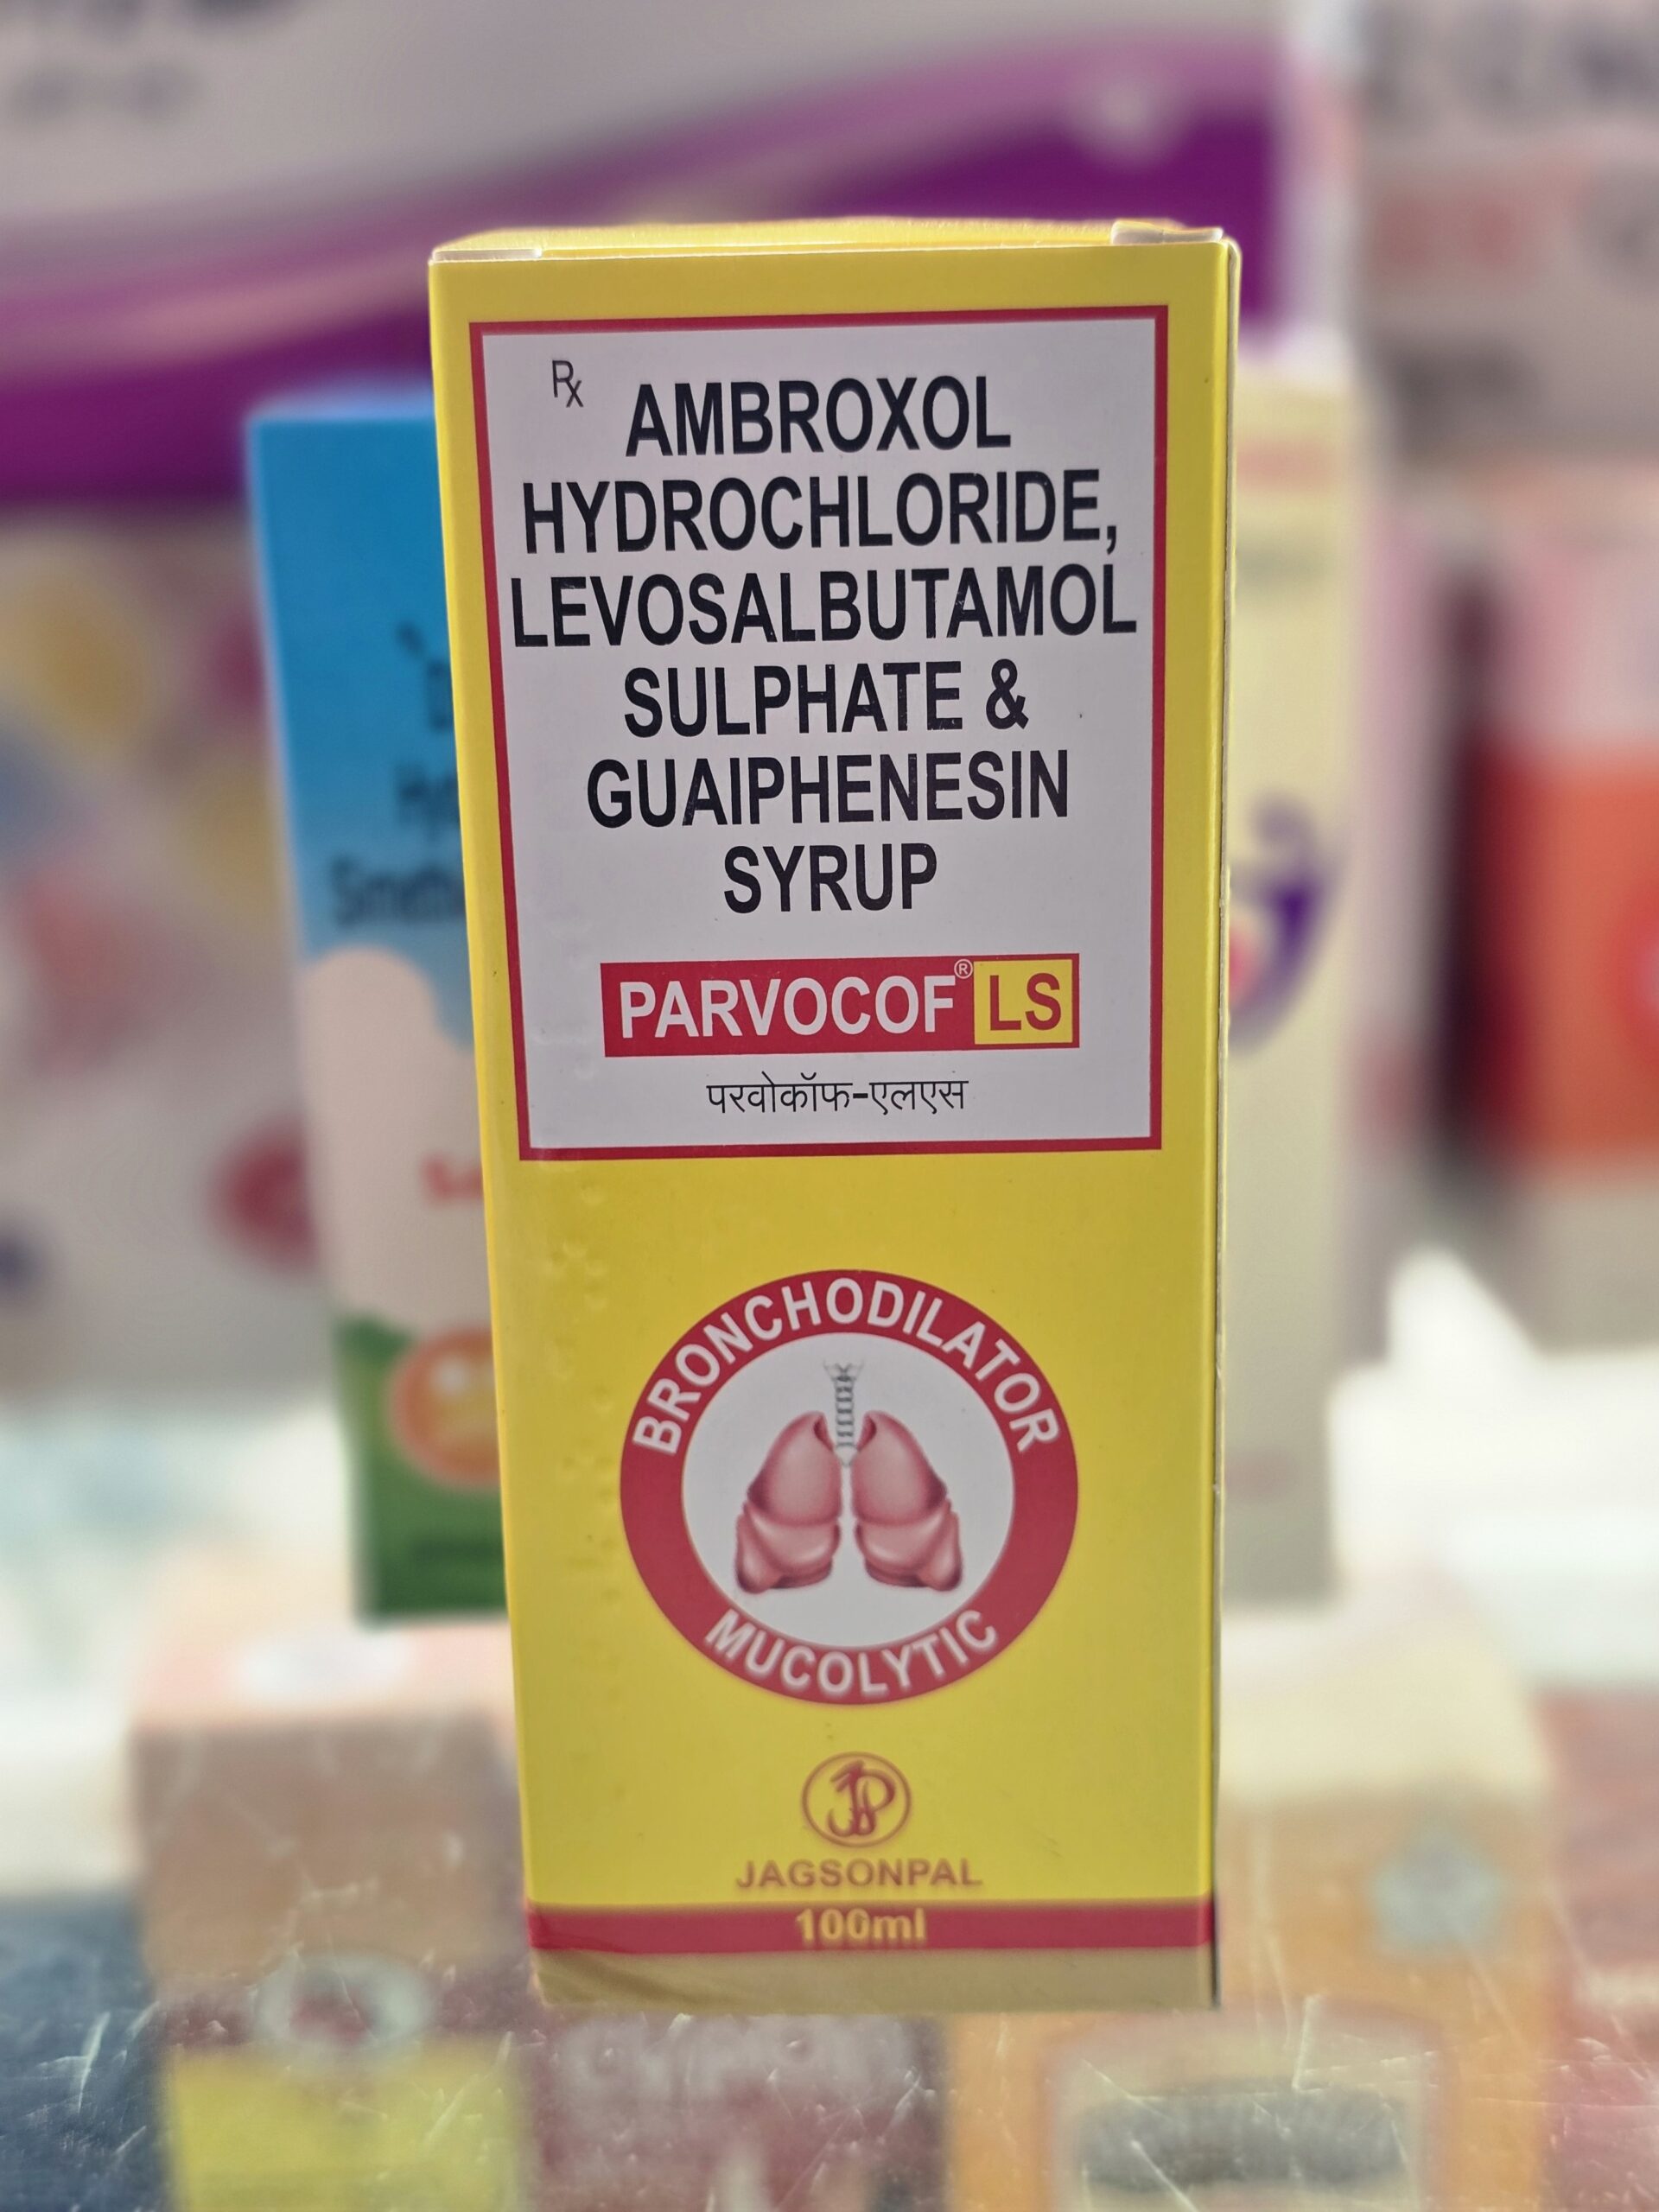 Rx
AMBROXOL
HYDROCHLORIDE,
LEVOSALBUTAMOL
SULPHATE &
GUAIPHENESIN
SYRUP
PARVOCOF® LS
परवोकॉफ-एलएस
BRONCHODILATOR
MUCOLYTIC
JAGSONPAL
100ml